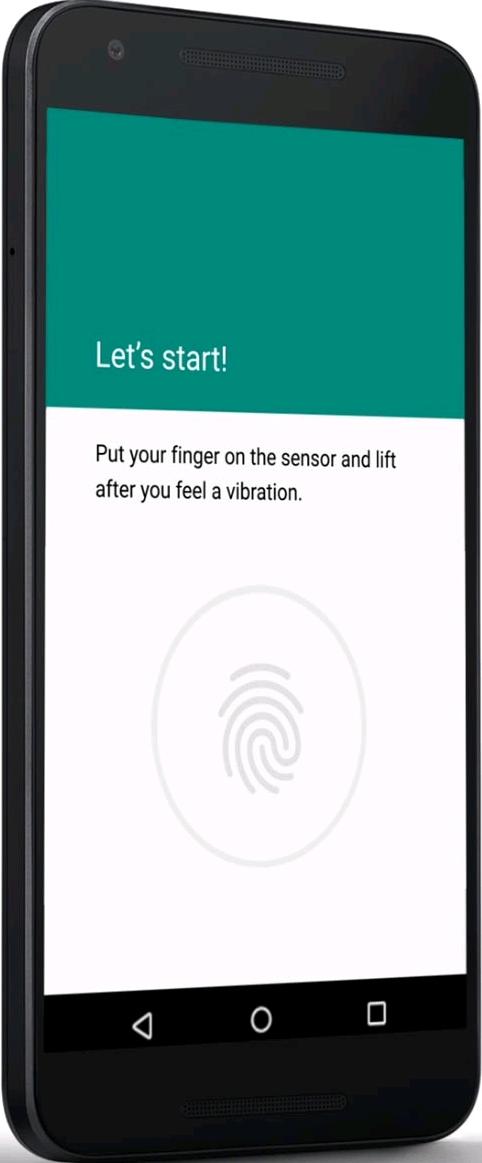 Let's start!
Put your finger on the sensor and lift
after you feel a vibration.